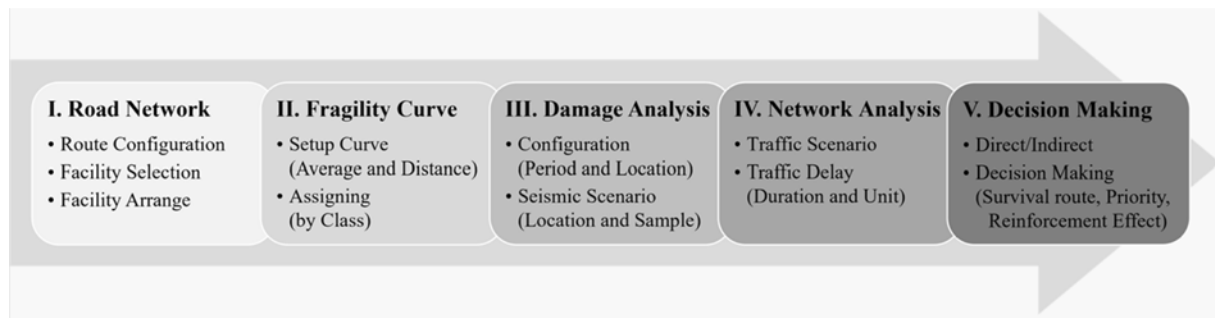 I. Road Network
• Route Configuration
• Facility Selection
• Facility Arrange
II. Fragility Curve
• Setup Curve
(Average and Distance)
• Assigning
(by Class)
III. Damage Analysis
• Configuration
(Period and Location)
• Seismic Scenario
(Location and Sample)
IV. Network Analysis
• Traffic Scenario
• Traffic Delay
(Duration and Unit)
V. Decision Making
• Direct/Indirect
• Decision Making
(Survival route, Priority,
Reinforcement Effect)